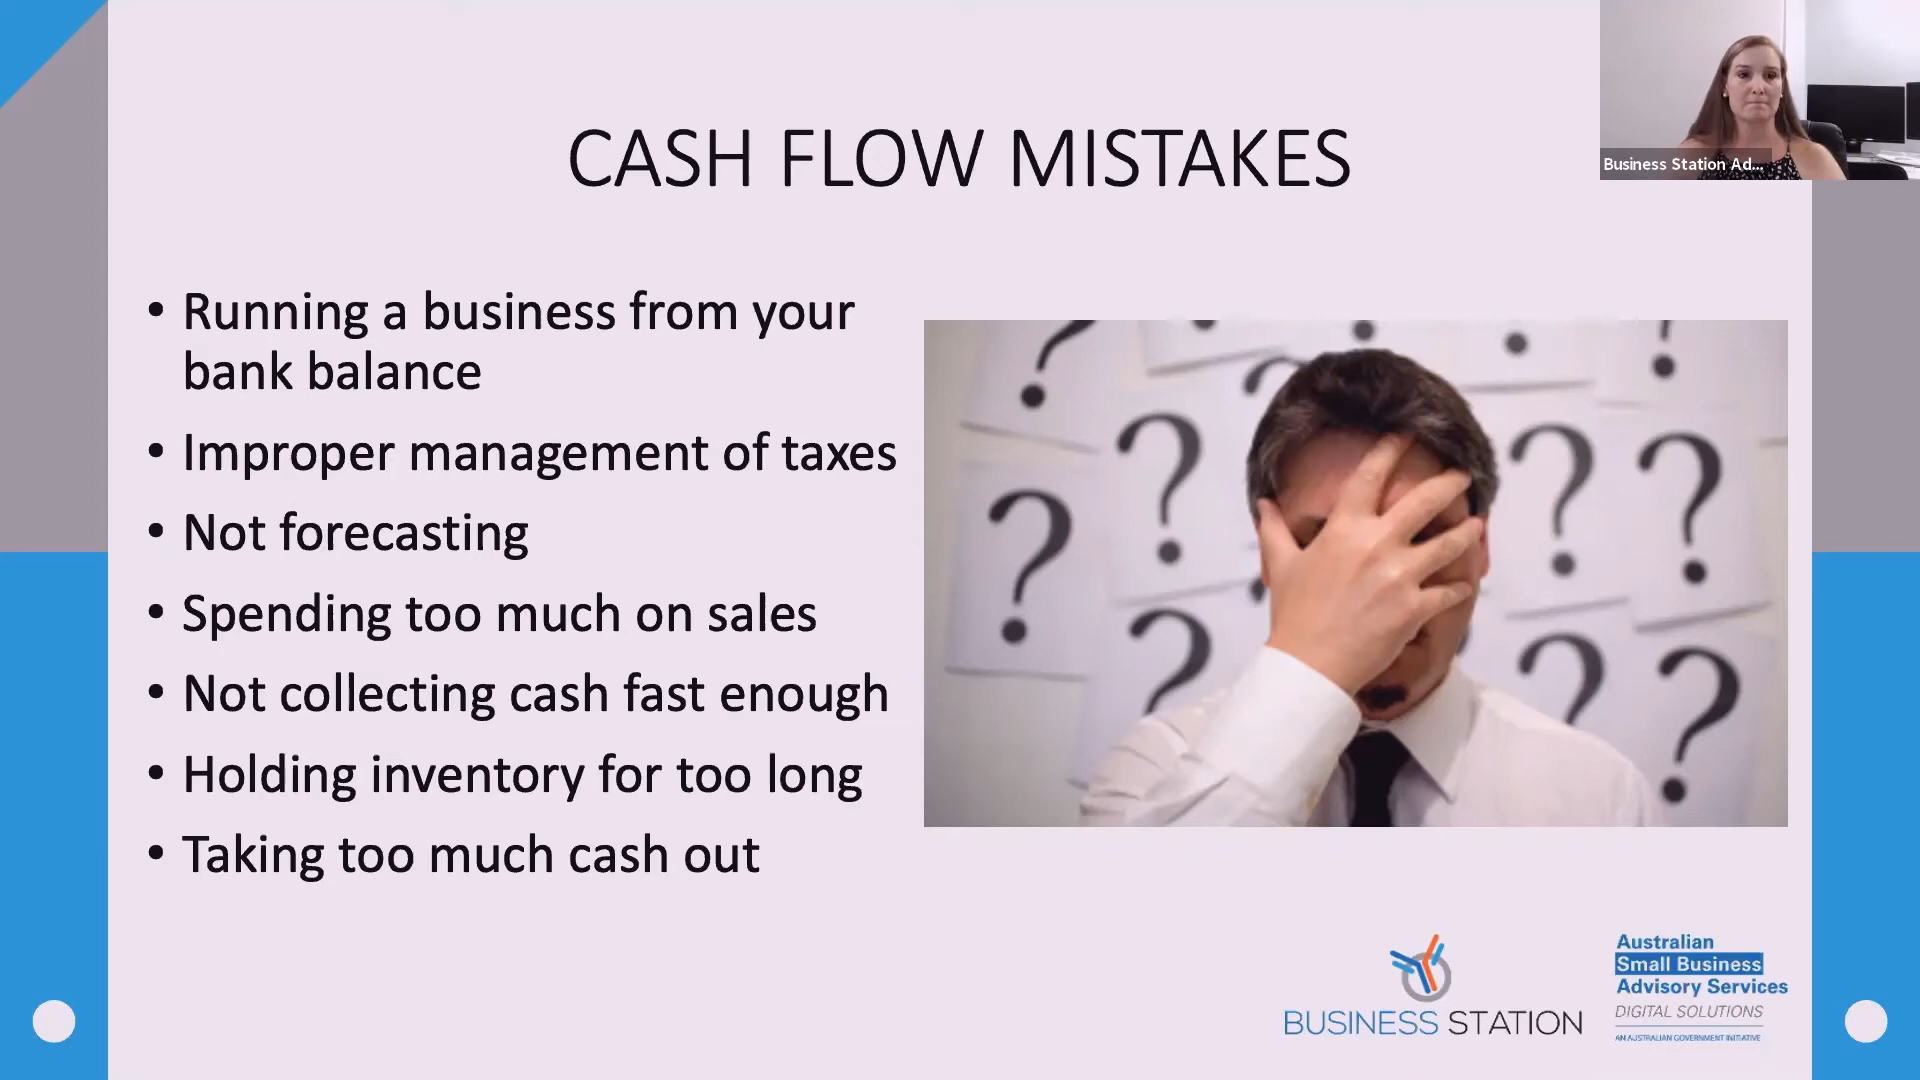 CASH FLOW MISTAKES
Business Station Ad...
• Running a business from your
bank balance
• Improper management of taxes
• Not forecasting
• Spending too much on sales
• Not collecting cash fast enough
• Holding inventory for too long
• Taking too much cash out
? ? ? ? ? ? ? ? ?
BUSINESS STATION
Australian
Small Business
Advisory Services
DIGITAL SOLUTIONS
AN AUSTRALIAN GOVERNMENT INITIATIVE